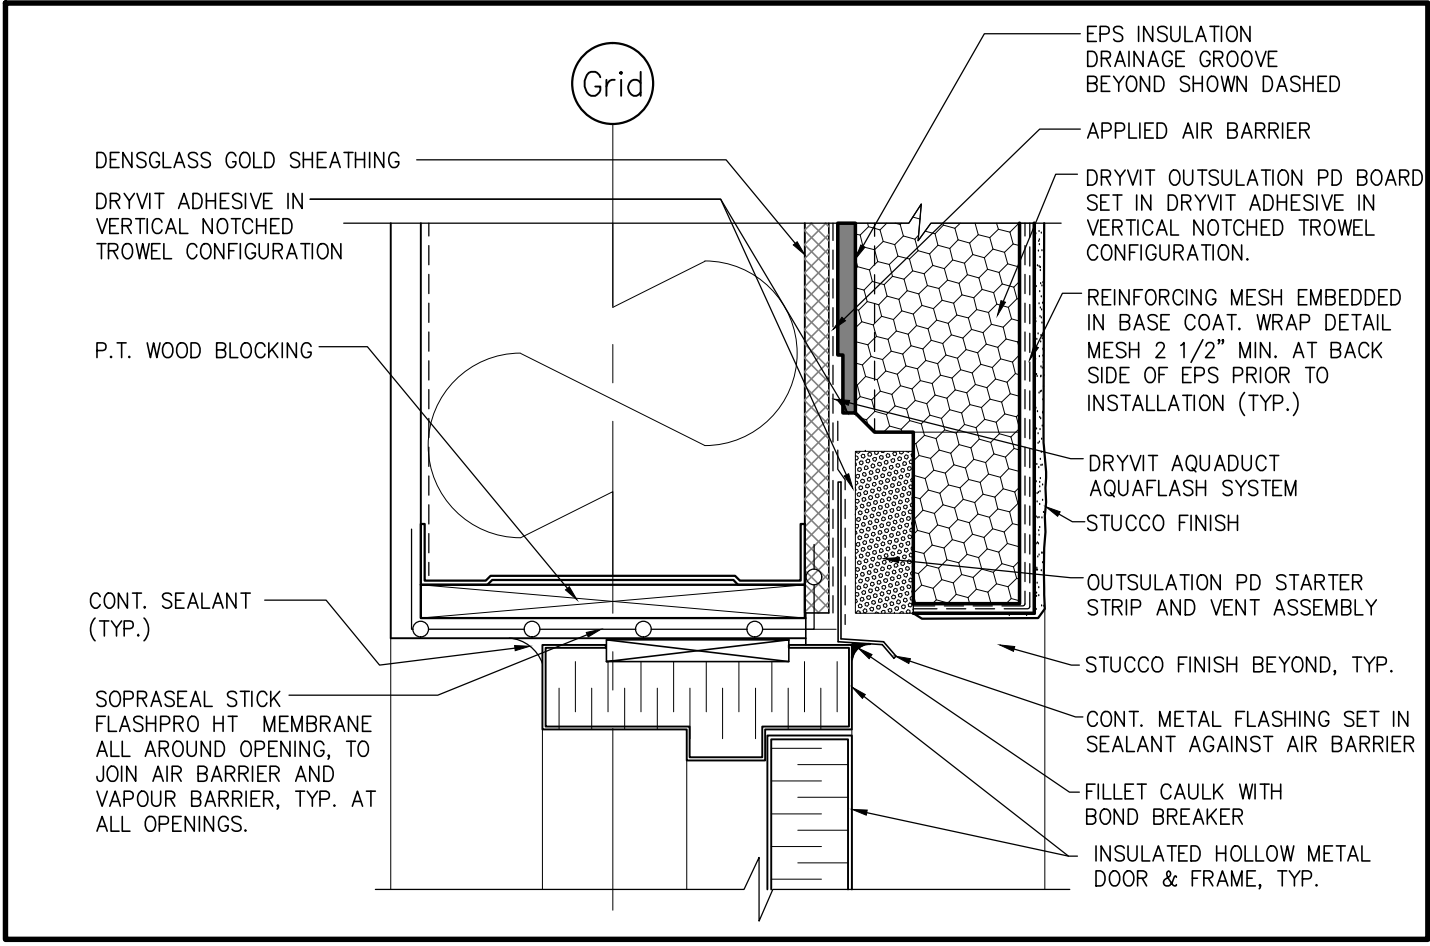 Grid
DENSGLASS GOLD SHEATHING
DRYVIT ADHESIVE IN
VERTICAL NOTCHED
TROWEL CONFIGURATION
P.T. WOOD BLOCKING
CONT. SEALANT
(TYP.)
SOPRASEAL STICK
FLASHPRO HT MEMBRANE
ALL AROUND OPENING, TO
JOIN AIR BARRIER AND
VAPOUR BARRIER, TYP. AT
ALL OPENINGS.
EPS INSULATION
DRAINAGE GROOVE
BEYOND SHOWN DASHED
APPLIED AIR BARRIER
DRYVIT OUTSULATION PD BOARD
SET IN DRYVIT ADHESIVE IN
VERTICAL NOTCHED TROWEL
CONFIGURATION.
REINFORCING MESH EMBEDDED
IN BASE COAT. WRAP DETAIL
MESH 2 1/2" MIN. AT BACK
SIDE OF EPS PRIOR TO
INSTALLATION (TYP.)
DRYVIT AQUADUCT
AQUAFLASH SYSTEM
STUCCO FINISH
OUTSULATION PD STARTER
STRIP AND VENT ASSEMBLY
STUCCO FINISH BEYOND, TYP.
CONT. METAL FLASHING SET IN
SEALANT AGAINST AIR BARRIER
FILLET CAULK WITH
BOND BREAKER
INSULATED HOLLOW METAL
DOOR & FRAME, TYP.